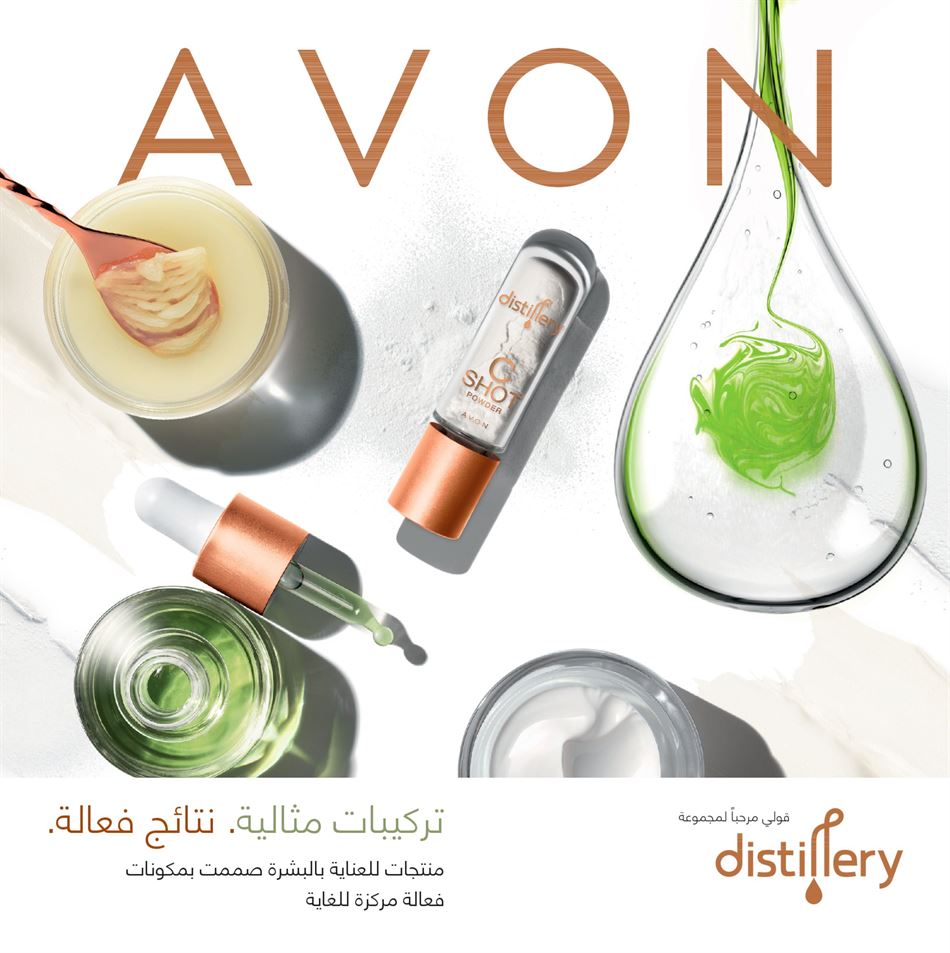 AVON
distillery
C
SHOT
POWDER
AVON
قولي مرحباً لمجموعة
distillery
تركيبات مثالية. نتائج فعالة.
منتجات للعناية بالبشرة صممت بمكونات
فعالة مركزة للغاية